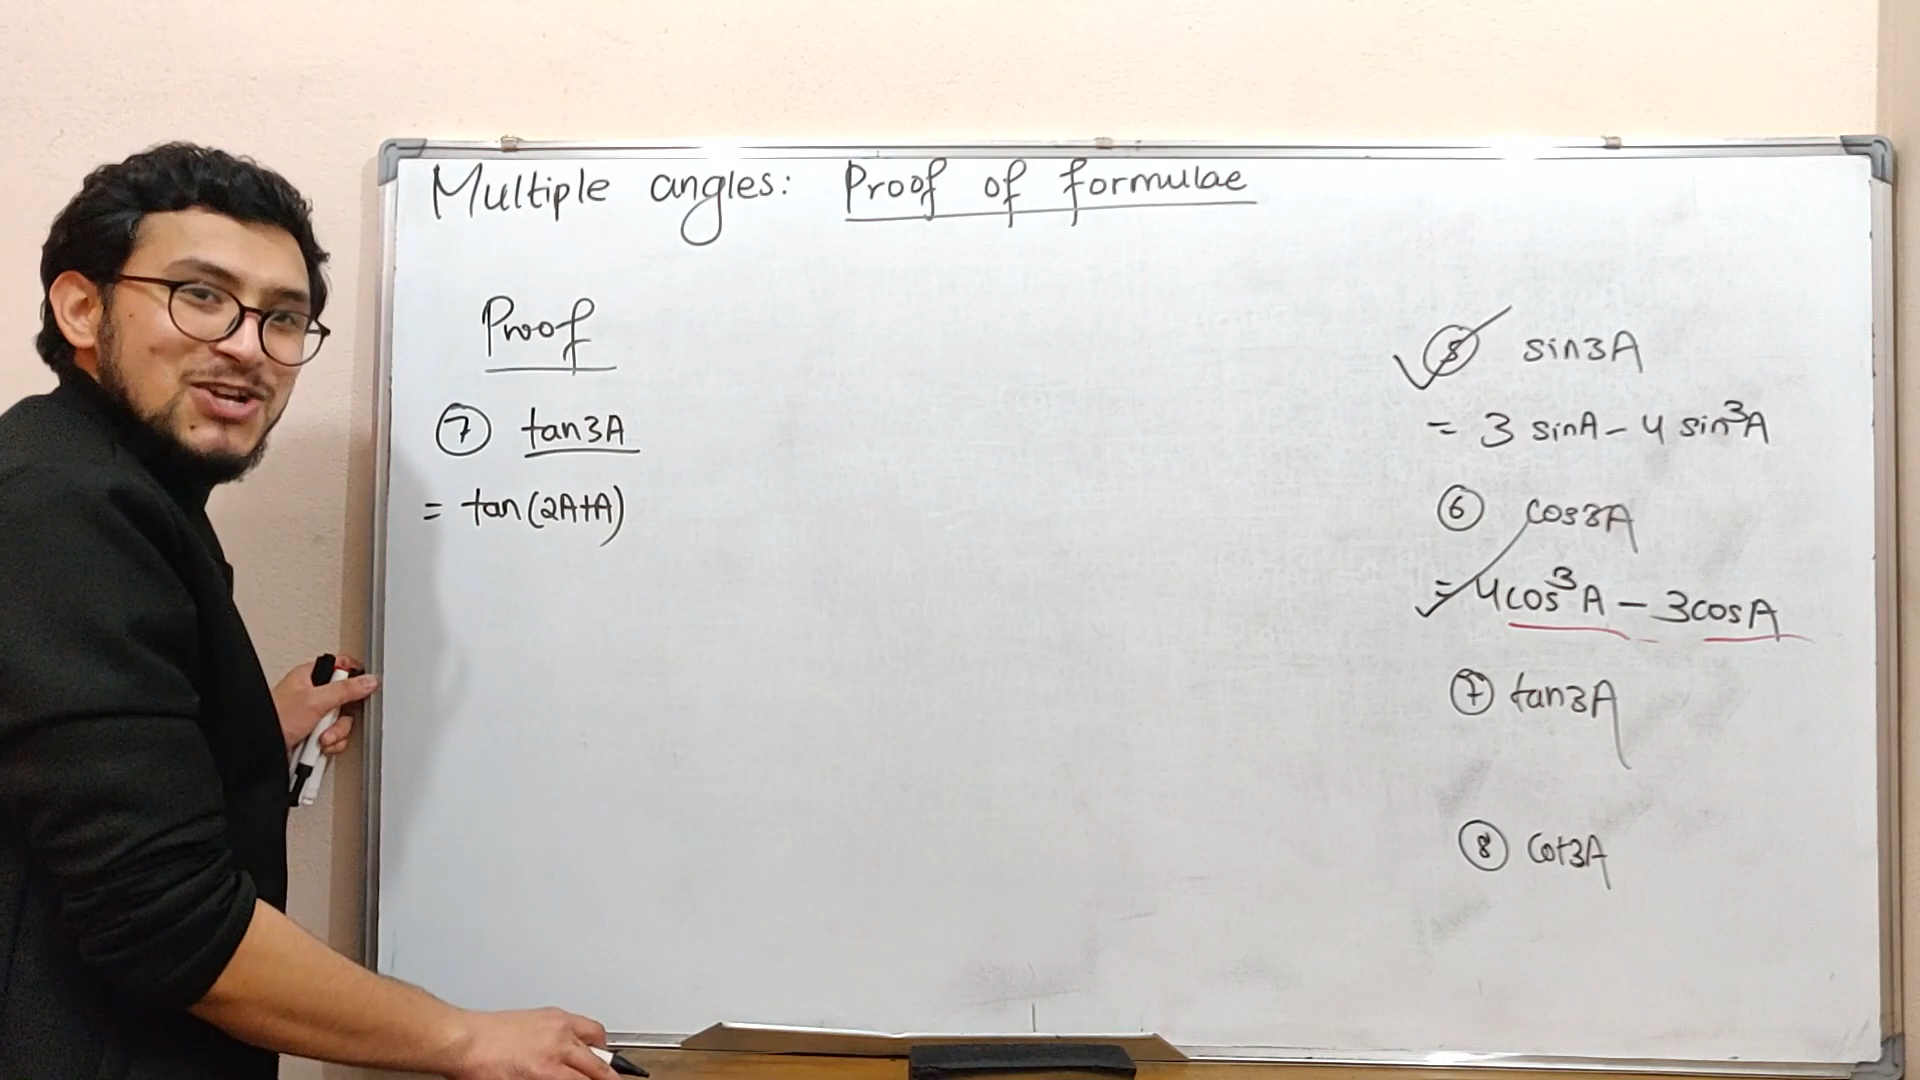 Multiple angles: Proof of formulae
Proof
⑦ tan3A
= tan(2A+A)
⑤ sin3A
= 3 sinA - 4 sin³A
⑥ cos3A
= 4cos³A - 3cosA
⑦ tan3A
⑧ cot3A